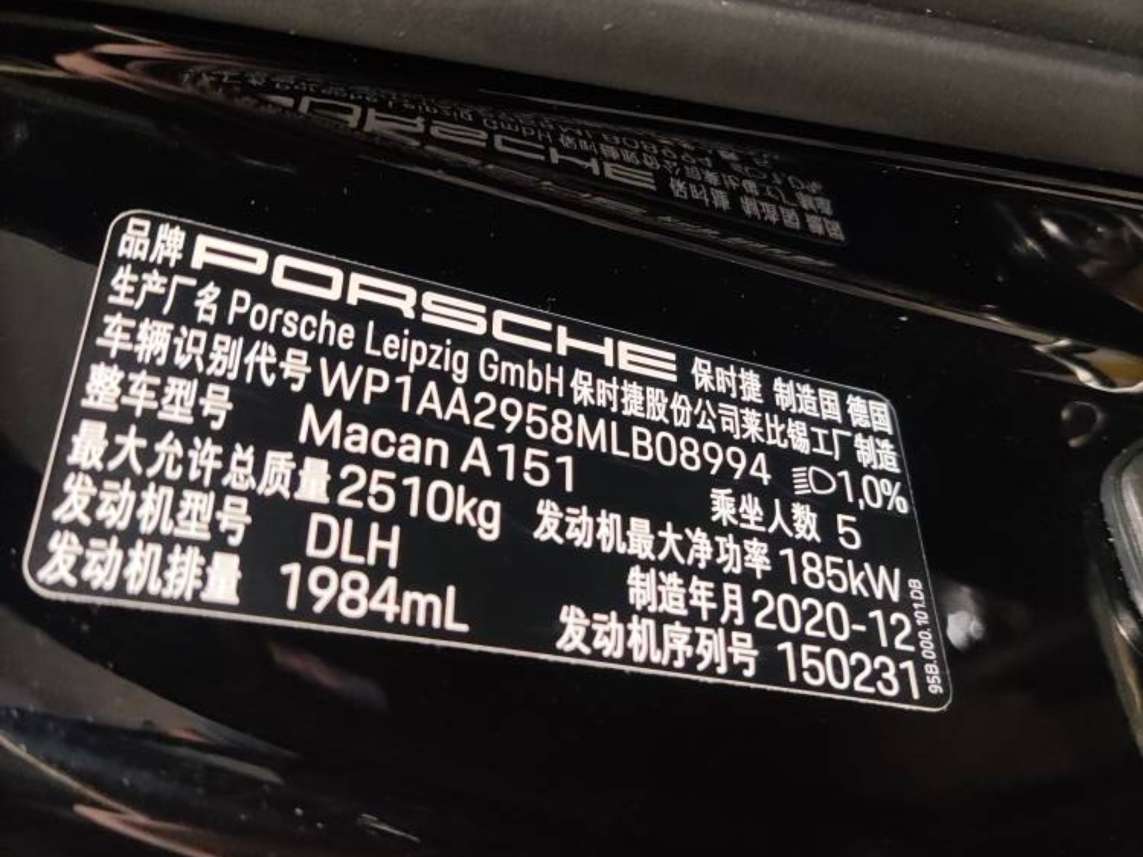 品牌 PORSCHE 保时捷 制造国 德国
生产厂名 Porsche Leipzig GmbH 保时捷股份公司莱比锡工厂制造
车辆识别代号 WP1AA2958MLB08994 1,0%
整车型号 Macan A151 乘坐人数 5
最大允许总质量 2510kg 发动机最大净功率 185kW
发动机型号 DLH 制造年月 2020-12
发动机排量 1984mL 发动机序列号 150231
95B.000.101.DB